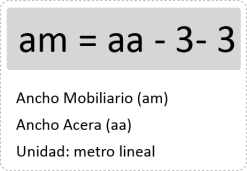 am = aa - 3- 3
Ancho Mobiliario (am)
Ancho Acera (aa)
Unidad: metro lineal